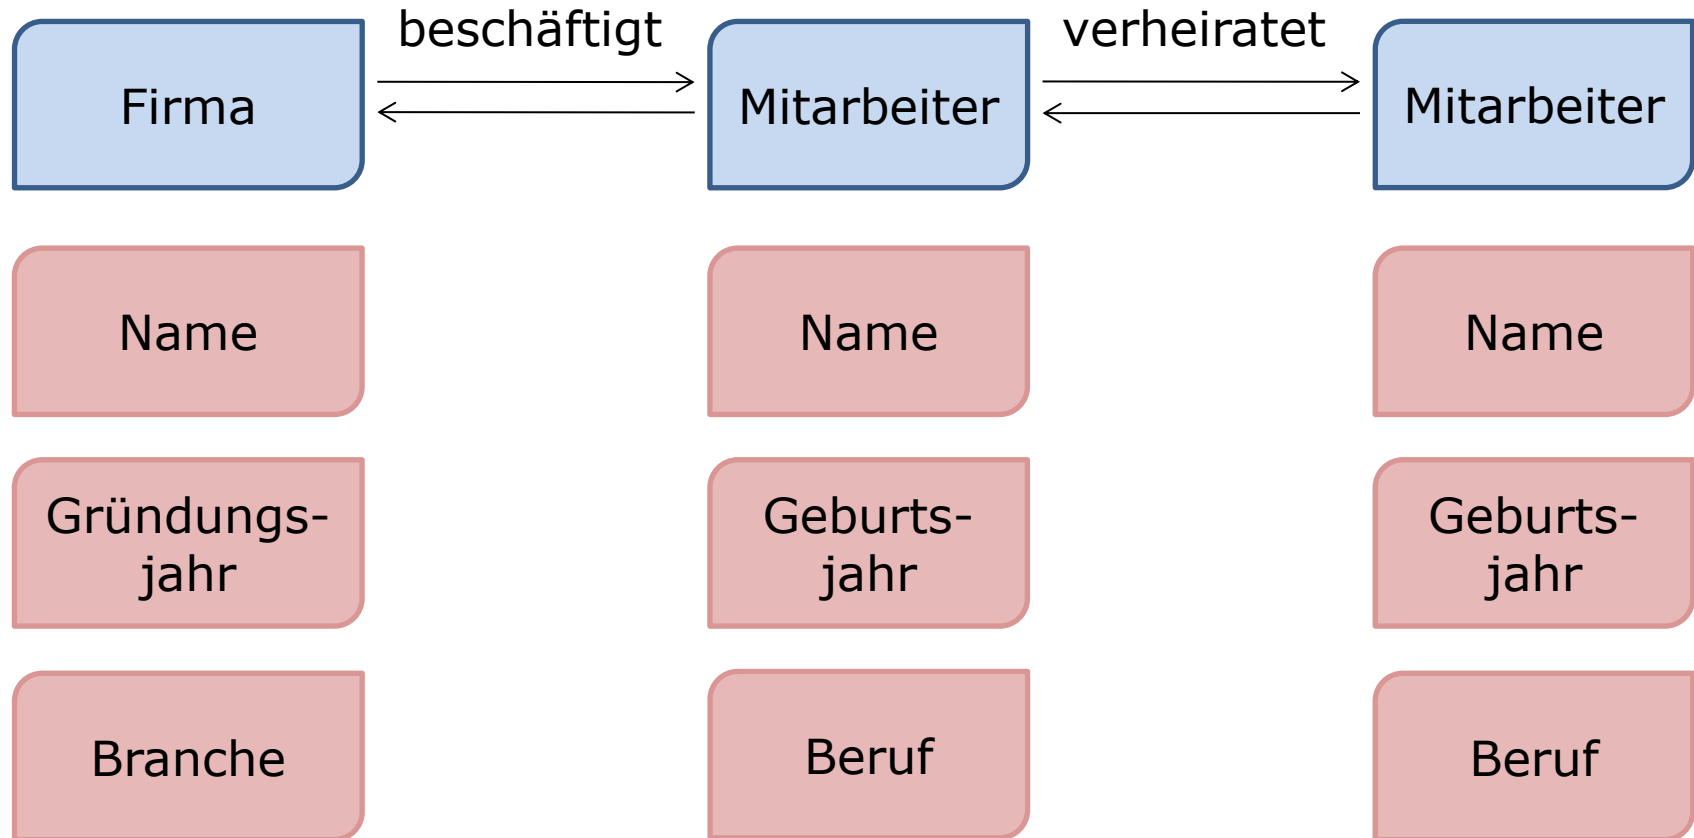 beschäftigt
verheiratet
Firma
Mitarbeiter
Mitarbeiter
Name
Name
Name
Gründungs-
jahr
Geburts-
jahr
Geburts-
jahr
Branche
Beruf
Beruf